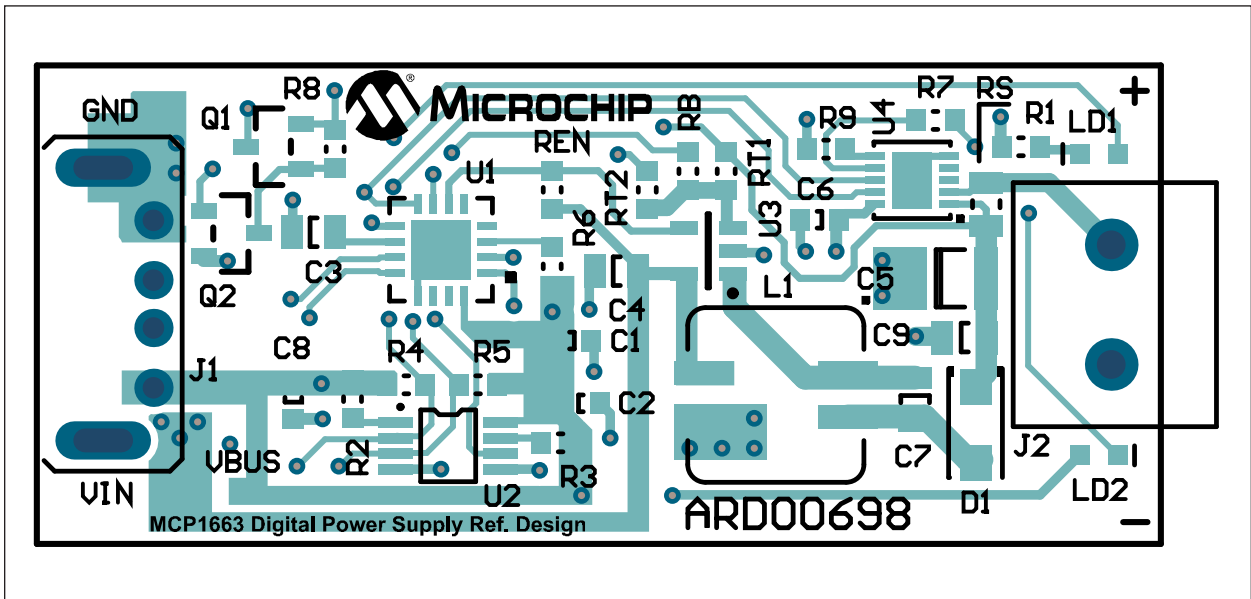 GND
Q1
R8
MICROCHIP
®
REN
RB
R9
U4
R7
RS
R1
LD1
+
U1
RT2
RT1
C6
U3
R6
Q2
C3
C4
L1
C5
C9
C8
J1
R4
R5
C1
C2
VBUS
R2
U2
R3
C7
D1
J2
LD2
VIN
MCP1663 Digital Power Supply Ref. Design
ARD00698
-